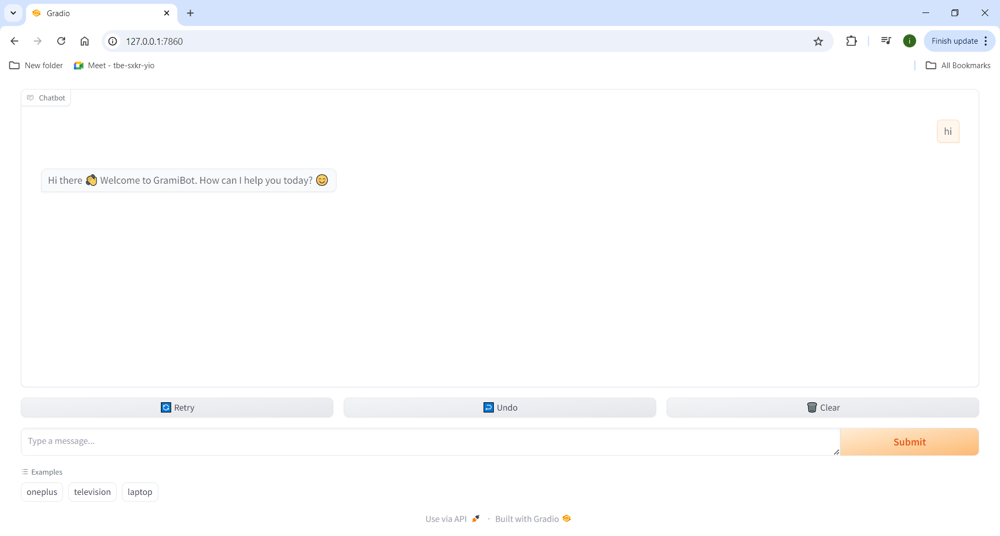 Gradio
127.0.0.1:7860
i
Finish update
New folder
Meet - tbe-sxkr-yio
All Bookmarks
Chatbot
hi
Hi there 👋 Welcome to GramiBot. How can I help you today? 😊
Retry
Undo
Clear
Type a message...
Submit
Examples
oneplus
television
laptop
Use via API 🚀 · Built with Gradio